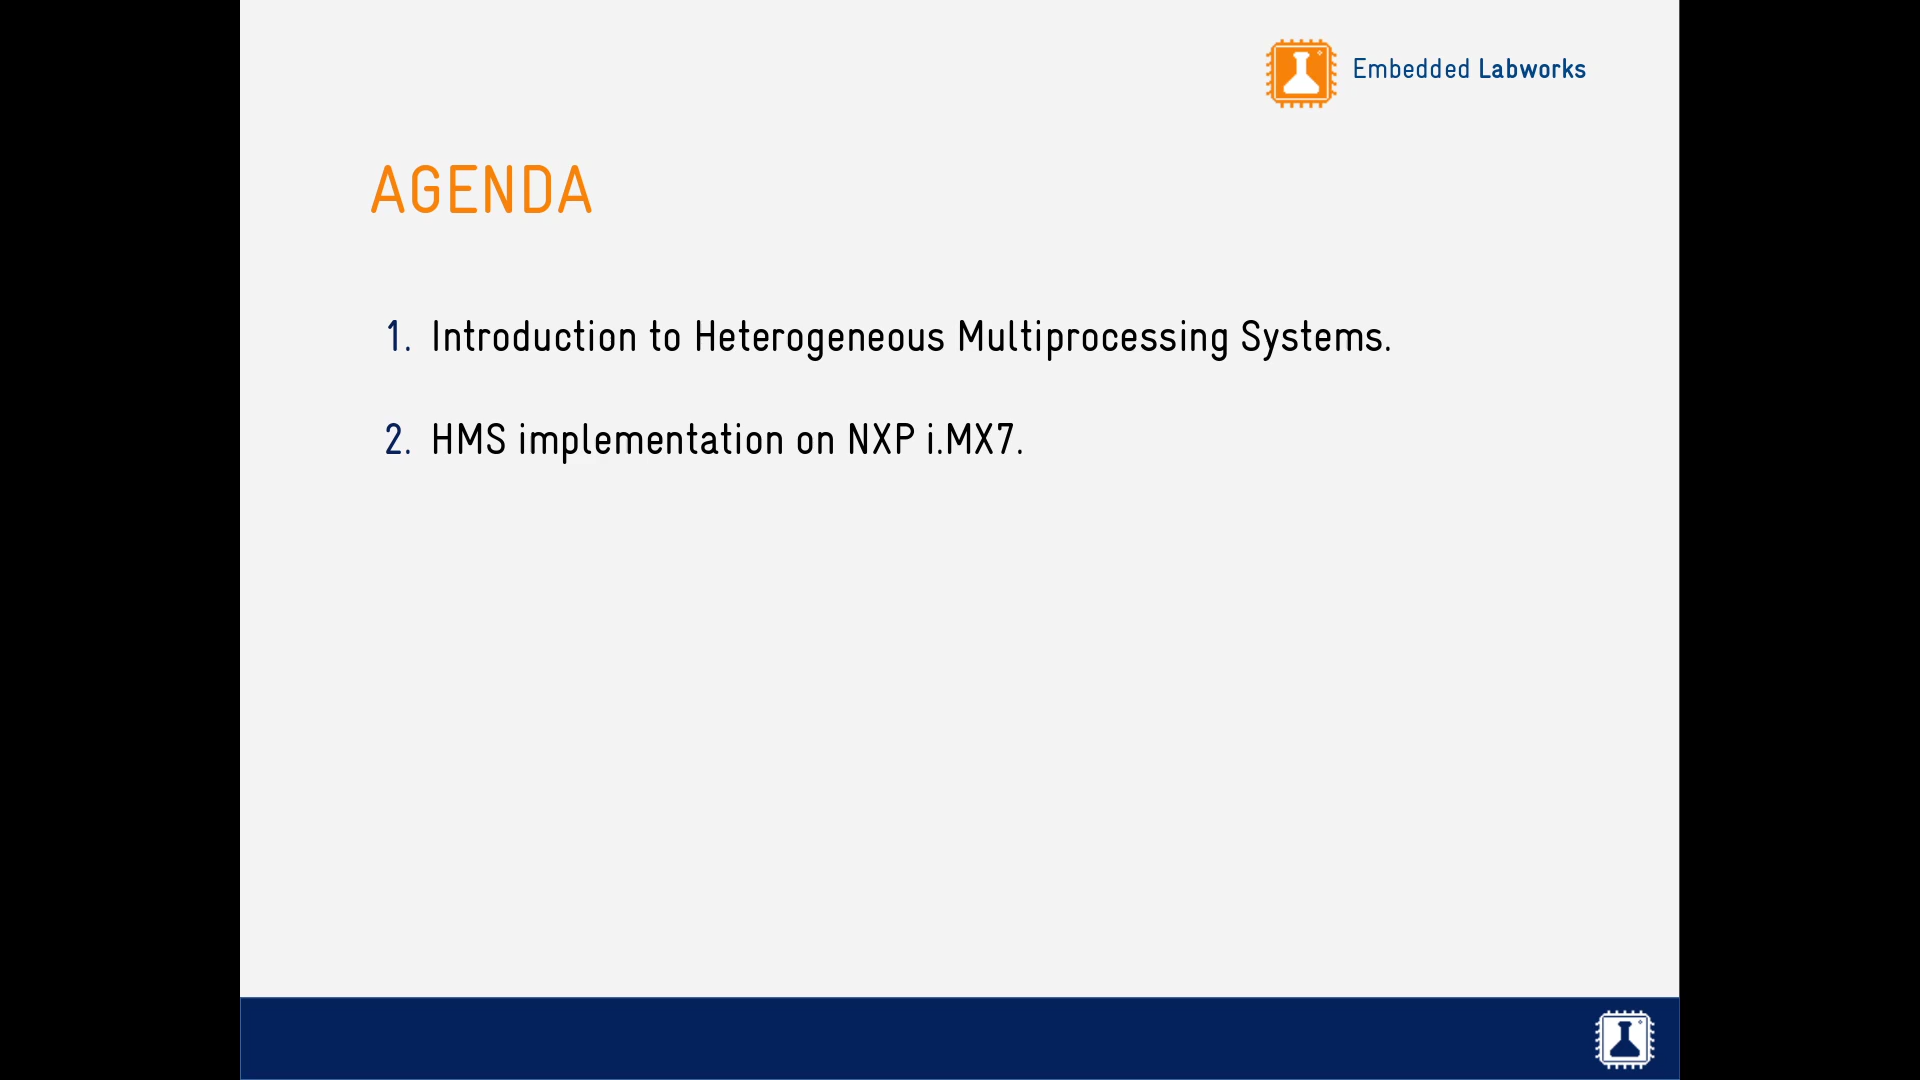 Embedded Labworks
AGENDA
1. Introduction to Heterogeneous Multiprocessing Systems.
2. HMS implementation on NXP i.MX7.